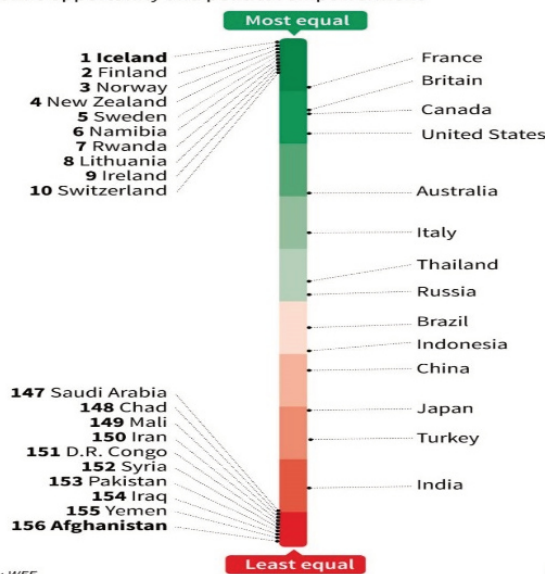 Most equal
1 Iceland
2 Finland
3 Norway
4 New Zealand
5 Sweden
6 Namibia
7 Rwanda
8 Lithuania
9 Ireland
10 Switzerland
France
Britain
Canada
United States
Australia
Italy
Thailand
Russia
Brazil
Indonesia
China
Japan
Turkey
India
147 Saudi Arabia
148 Chad
149 Mali
150 Iran
151 D.R. Congo
152 Syria
153 Pakistan
154 Iraq
155 Yemen
156 Afghanistan
Least equal